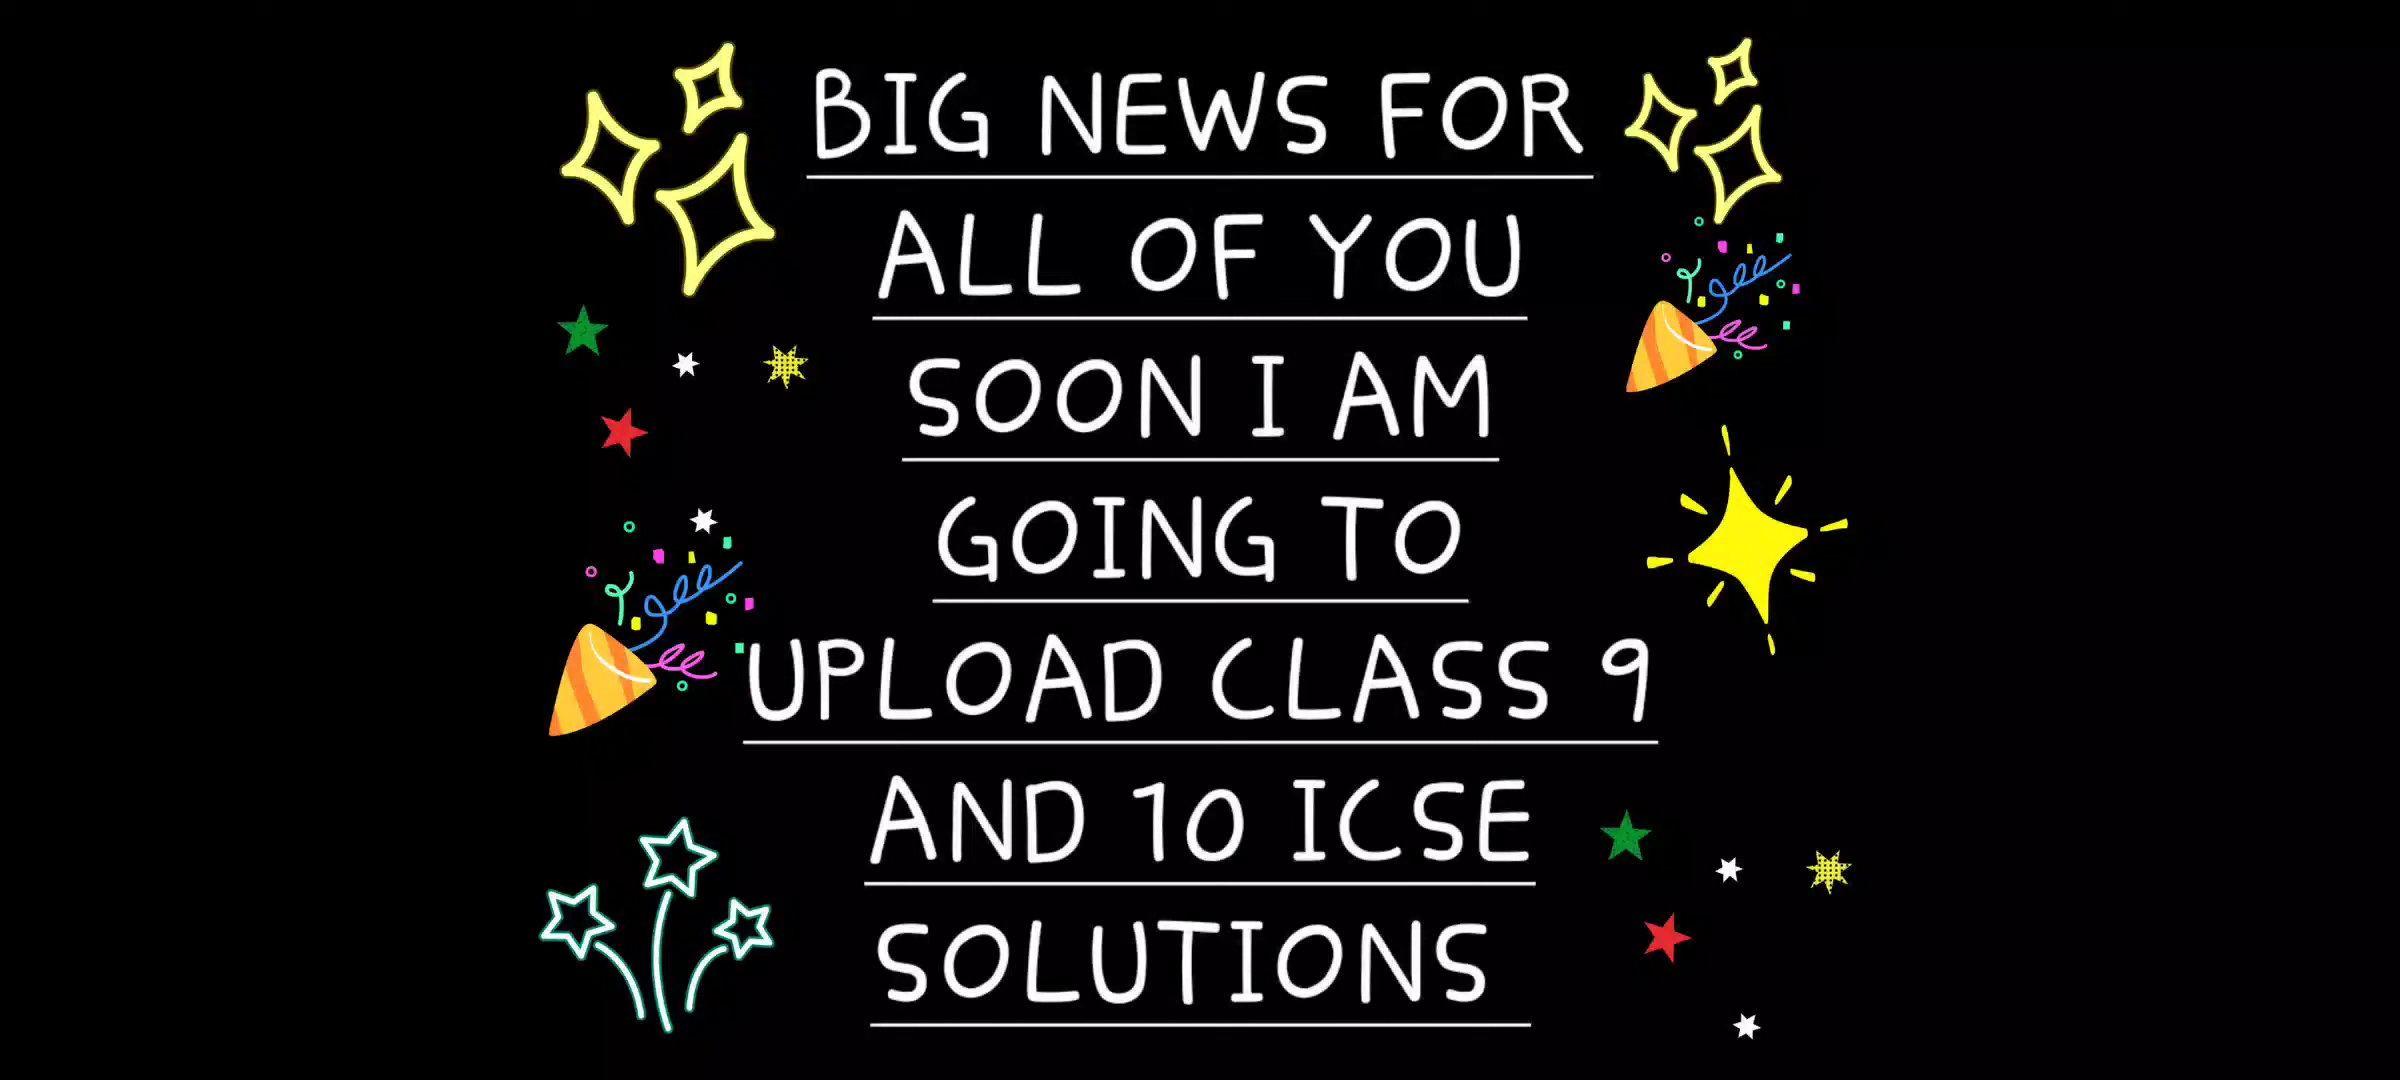 BIG NEWS FOR
ALL OF YOU
SOON I AM
GOING TO
UPLOAD CLASS 9
AND 10 ICSE
SOLUTIONS